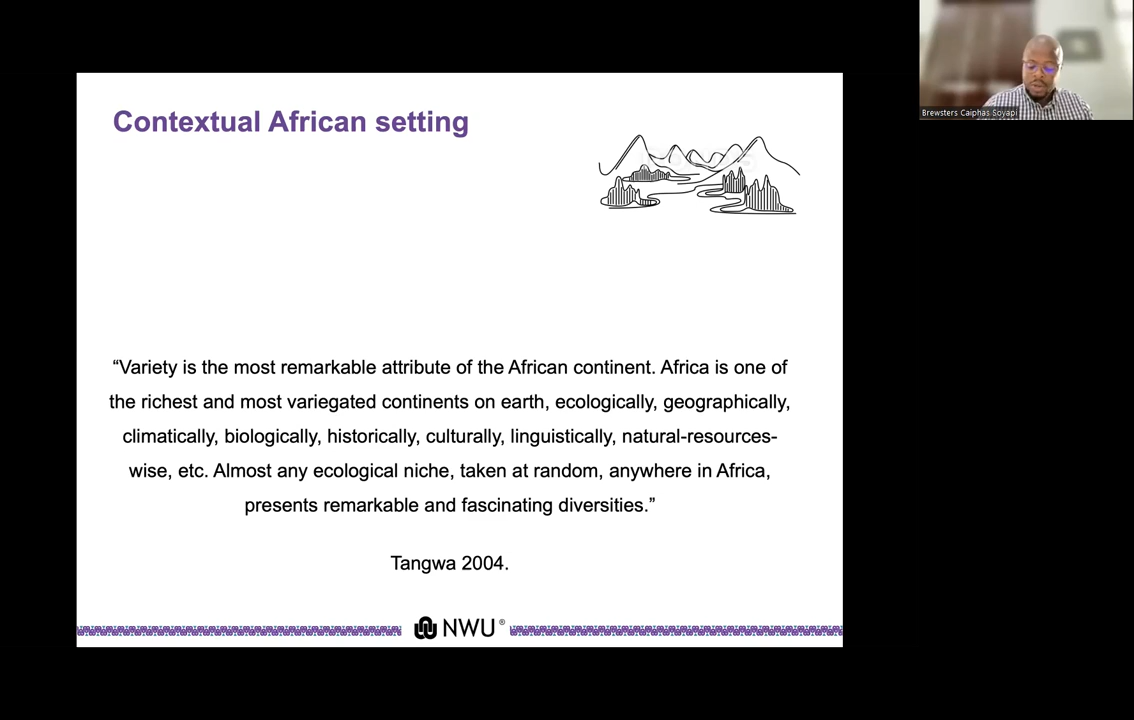 Brewsters Caiphas Soyapi
Contextual African setting
“Variety is the most remarkable attribute of the African continent. Africa is one of
the richest and most variegated continents on earth, ecologically, geographically,
climatically, biologically, historically, culturally, linguistically, natural-resources-
wise, etc. Almost any ecological niche, taken at random, anywhere in Africa,
presents remarkable and fascinating diversities.”
Tangwa 2004.
NWU®